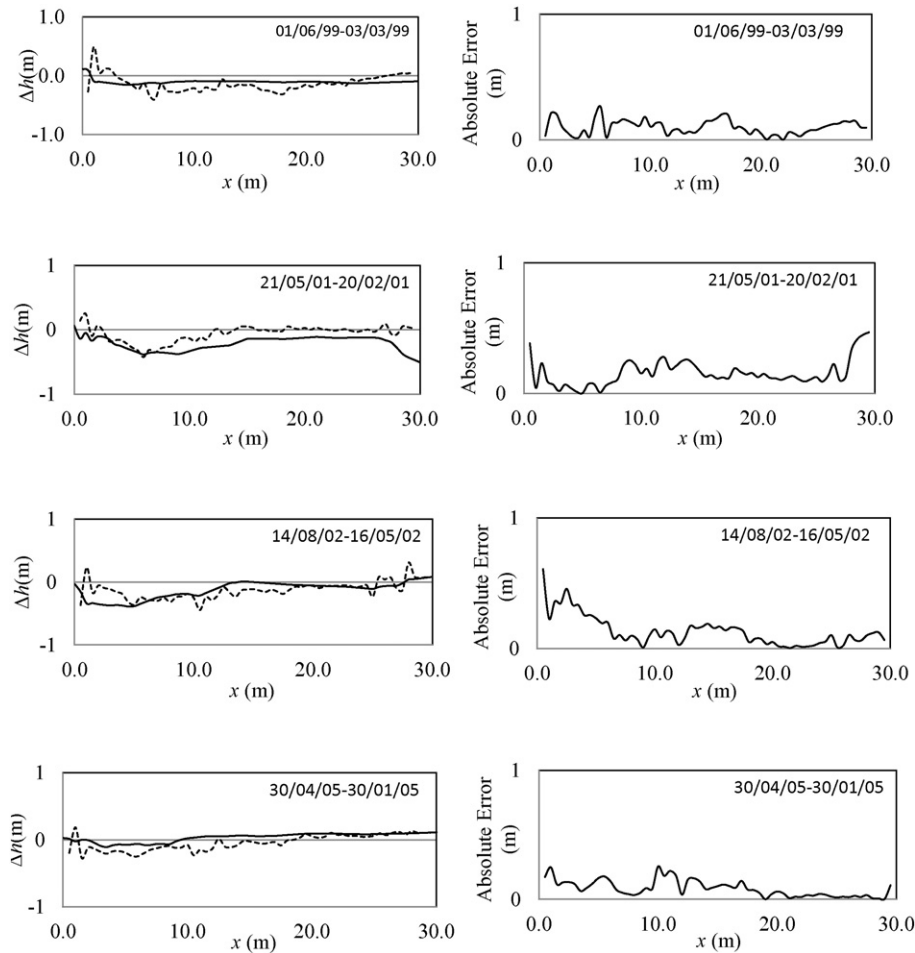 1.0
0.0
-1.0
Δh(m)
01/06/99-03/03/99
0.0 10.0 20.0 30.0
x (m)
1
0
Absolute Error
(m)
01/06/99-03/03/99
0.0 10.0 20.0 30.0
x (m)
1
0
-1
Δh(m)
21/05/01-20/02/01
0.0 10.0 20.0 30.0
x (m)
1
0
Absolute Error
(m)
21/05/01-20/02/01
0.0 10.0 20.0 30.0
x (m)
1
0
-1
Δh(m)
14/08/02-16/05/02
0.0 10.0 20.0 30.0
x (m)
1
0
Absolute Error
(m)
14/08/02-16/05/02
0.0 10.0 20.0 30.0
x (m)
1
0
-1
Δh(m)
30/04/05-30/01/05
0.0 10.0 20.0 30.0
x (m)
1
0
Absolute Error
(m)
30/04/05-30/01/05
0.0 10.0 20.0 30.0
x (m)